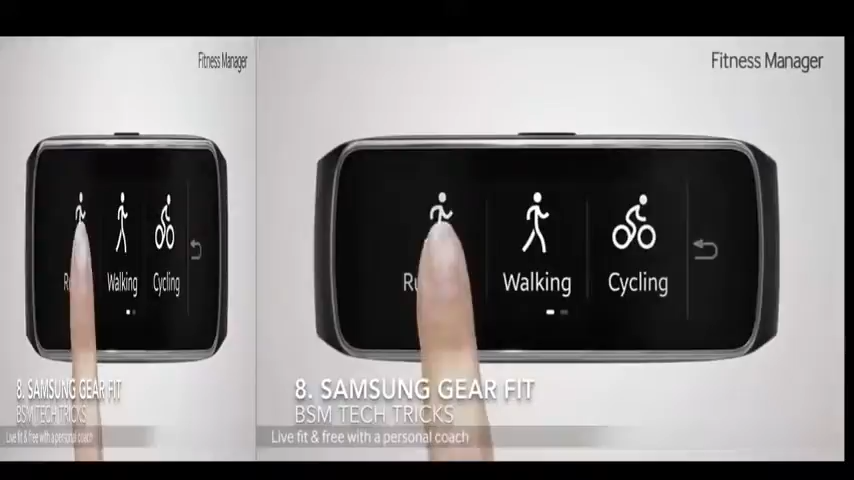 Fitness Manager
Walking
Cycling
8. SAMSUNG GEAR FIT
BSM TECH TRICKS
Live fit & free with a personal coach
Fitness Manager
Walking
Cycling
8. SAMSUNG GEAR FIT
BSM TECH TRICKS
Live fit & free with a personal coach